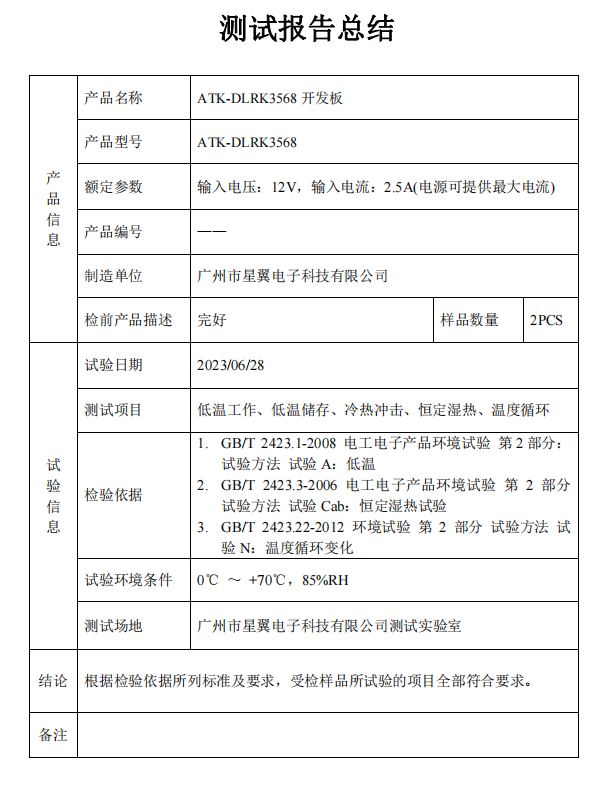 测试报告总结
产品信息
产品名称 ATK-DLRK3568 开发板
产品型号 ATK-DLRK3568
额定参数 输入电压：12V，输入电流：2.5A(电源可提供最大电流)
产品编号 ——
制造单位 广州市星翼电子科技有限公司
检前产品描述 完好 样品数量 2PCS
试验信息
试验日期 2023/06/28
测试项目 低温工作、低温储存、冷热冲击、恒定湿热、温度循环
检验依据
1. GB/T 2423.1-2008 电工电子产品环境试验 第 2 部分：
试验方法 试验 A：低温
2. GB/T 2423.3-2006 电工电子产品环境试验 第 2 部分
试验方法 试验 Cab：恒定湿热试验
3. GB/T 2423.22-2012 环境试验 第 2 部分 试验方法 试
验 N：温度循环变化
试验环境条件 0℃ ～ +70℃，85%RH
测试场地 广州市星翼电子科技有限公司测试实验室
结论 根据检验依据所列标准及要求，受检样品所试验的项目全部符合要求。
备注